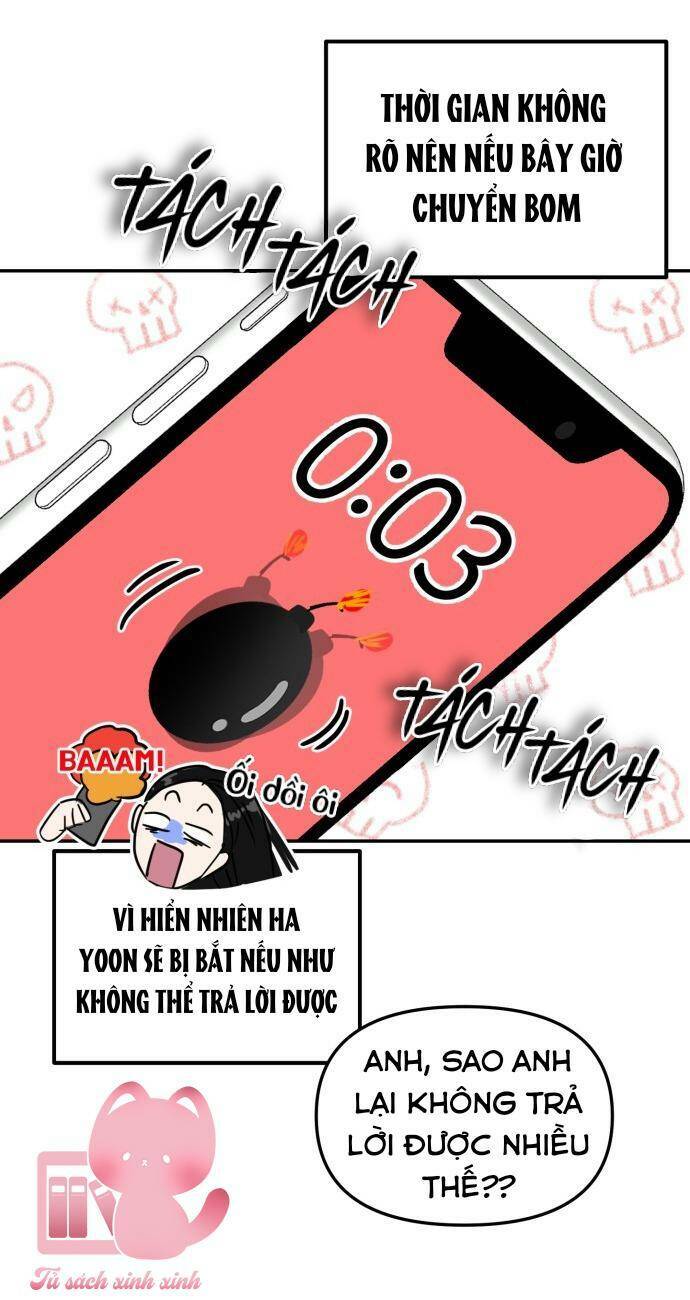 THỜI GIAN KHÔNG
RÕ NÊN NẾU BÂY GIỜ
CHUYỂN BOM
TÁCH
TÁCH
0:03
TÁCH
TÁCH
BAAAM!
Ối dồi ôi
VÌ HIỂN NHIÊN HA
YOON SẼ BỊ BẮT NẾU NHƯ
KHÔNG THỂ TRẢ LỜI ĐƯỢC
ANH, SAO ANH
LẠI KHÔNG TRẢ
LỜI ĐƯỢC NHIỀU
THẾ??
Tủ sách xinh xinh